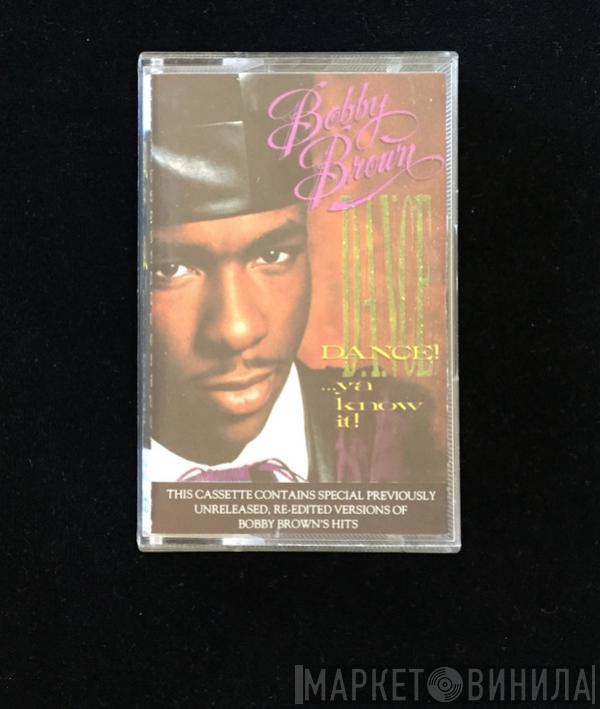 Bobby
Brown
DANCE
DANCE!
...ya
know
it!
THIS CASSETTE CONTAINS SPECIAL PREVIOUSLY
UNRELEASED, RE-EDITED VERSIONS OF
BOBBY BROWN'S HITS
МАРКЕТ ВИНИЛА